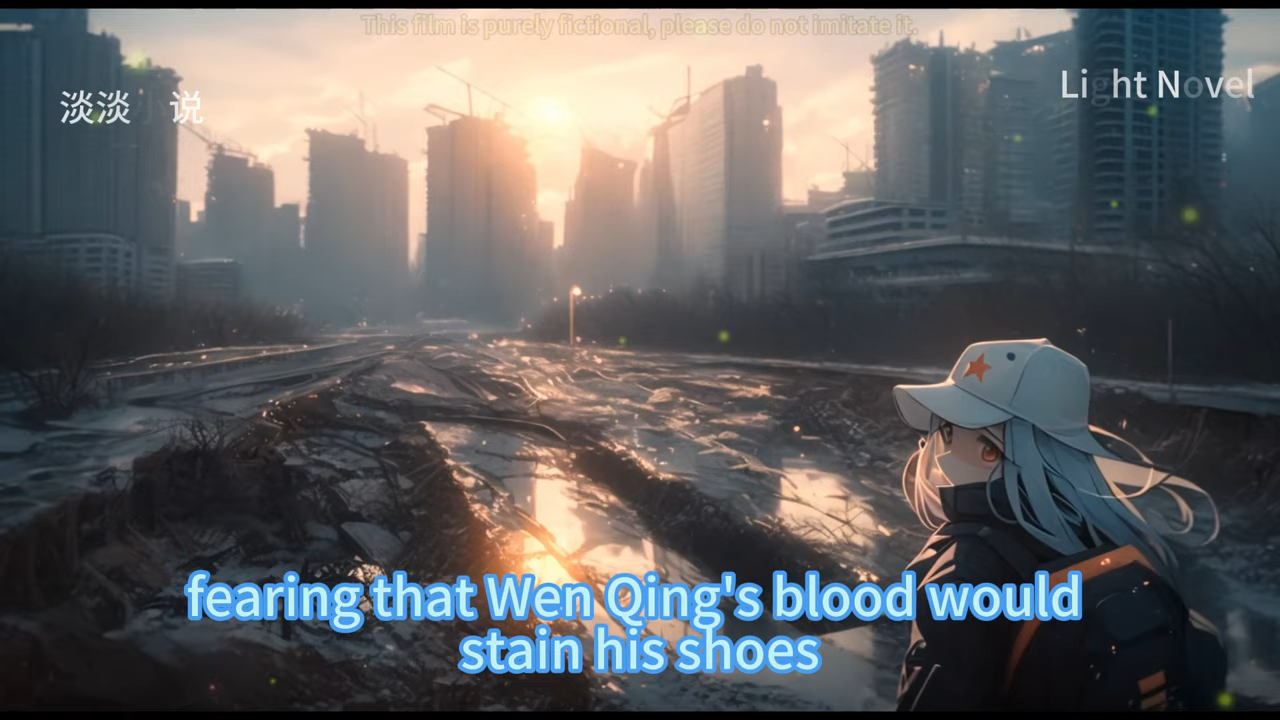 This film is purely fictional, please do not imitate it.
淡淡 说
Light Novel
fearing that Wen Qing's blood would
stain his shoes